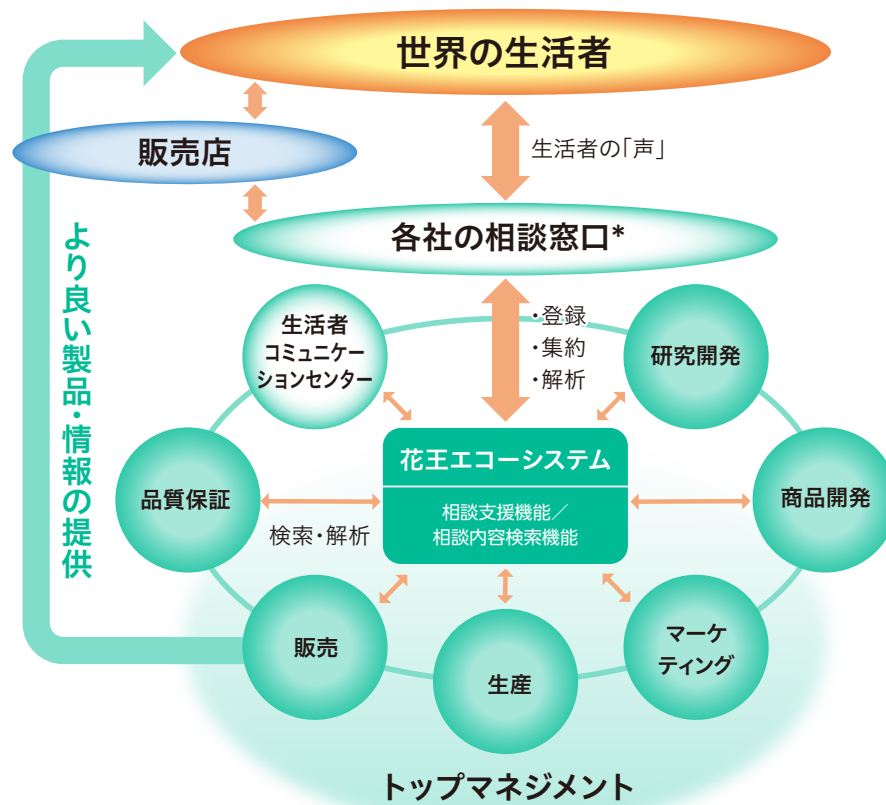 世界の生活者
販売店
生活者の「声」
各社の相談窓口*
より良い製品・情報の提供
・登録
・集約
・解析
生活者
コミュニケー
ションセンター
研究開発
花王エコーシステム
相談支援機能／
相談内容検索機能
品質保証
検索・解析
商品開発
販売
生産
マーケ
ティング
トップマネジメント